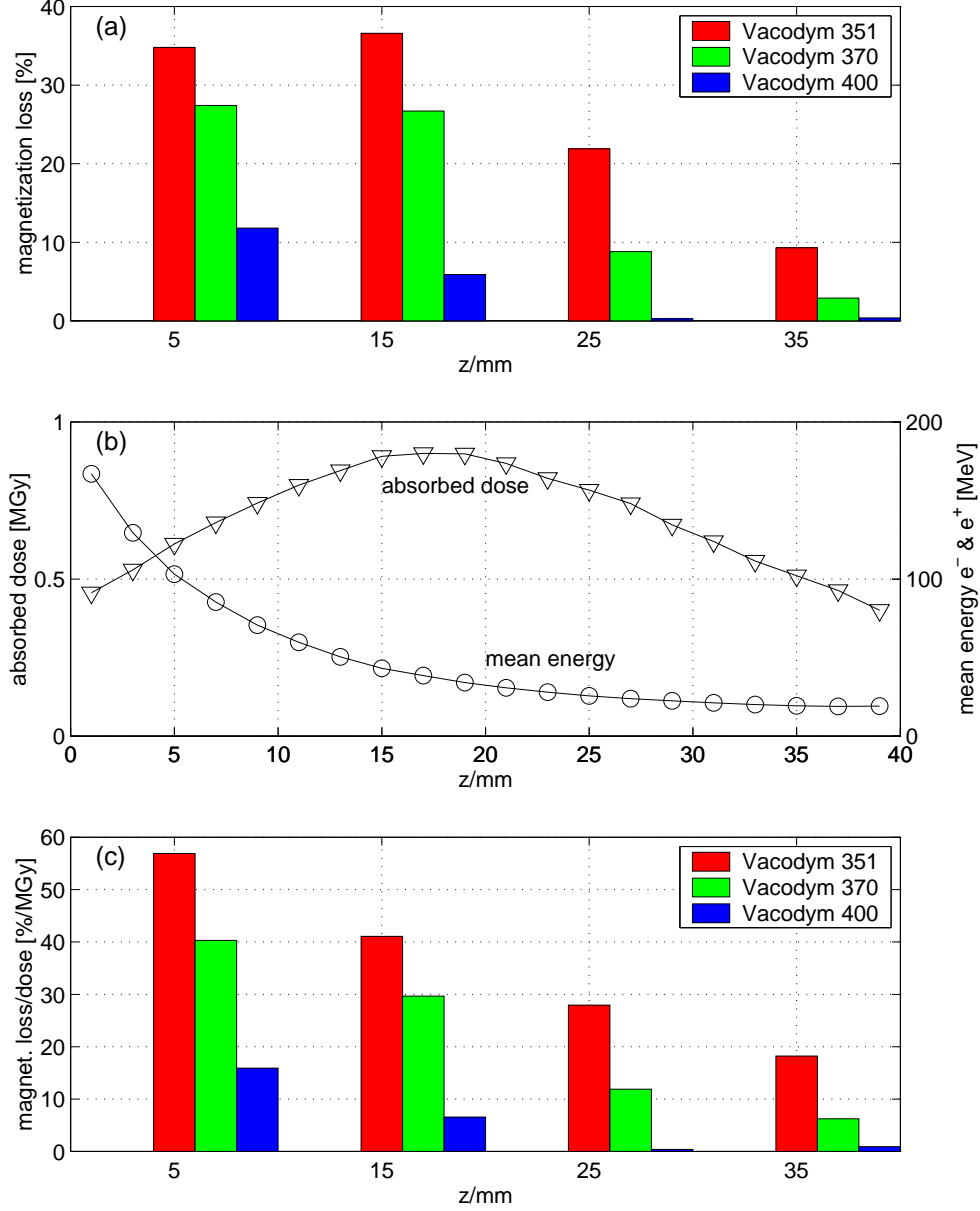 (a)
Vacodym 351
Vacodym 370
Vacodym 400
magnetization loss [%]
40
30
20
10
0
5 15 25 35
z/mm
(b)
absorbed dose [MGy]
1
0.5
0
absorbed dose
mean energy
200
100
0
mean energy e⁻ & e⁺ [MeV]
0 5 10 15 20 25 30 35 40
z/mm
(c)
Vacodym 351
Vacodym 370
Vacodym 400
magnet. loss/dose [%/MGy]
60
50
40
30
20
10
0
5 15 25 35
z/mm